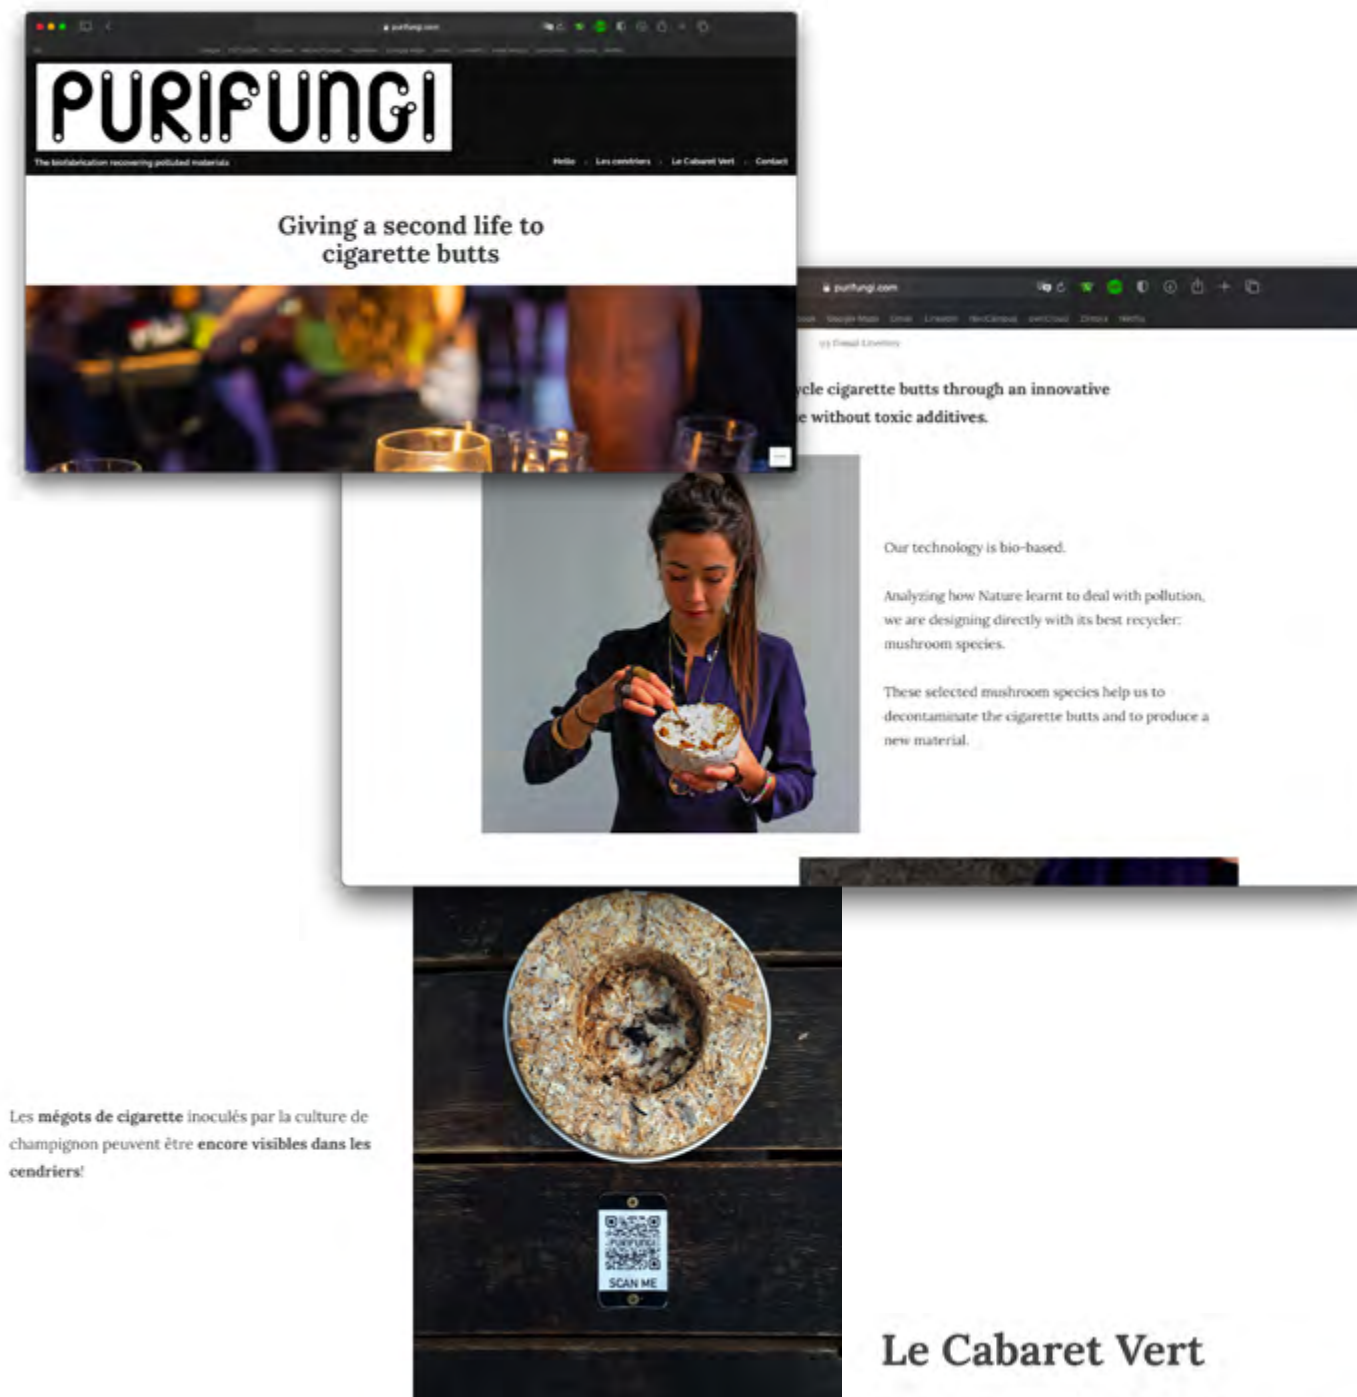 purifungi.com
PURIFUNGI
The biofabrication recovering polluted materials
Hello
Les cendriers
Le Cabaret Vert
Contact
Giving a second life to
cigarette butts
purifungi.com
cigarette butts through an innovative
without toxic additives.
Our technology is bio-based.
Analyzing how Nature learnt to deal with pollution,
we are designing directly with its best recycler:
mushroom species.
These selected mushroom species help us to
decontaminate the cigarette butts and to produce a
new material.
Les mégots de cigarette inoculés par la culture de
champignon peuvent être encore visibles dans les
cendriers!
PURIFUNGI
SCAN ME
Le Cabaret Vert